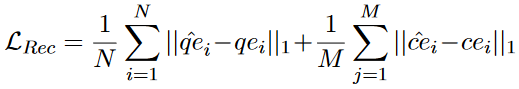 $\mathcal{L}_{Rec} = \frac{1}{N} \sum_{i=1}^{N} ||\hat{qe}_i - qe_i||_1 + \frac{1}{M} \sum_{j=1}^{M} ||\hat{ce}_i - ce_i||_1$